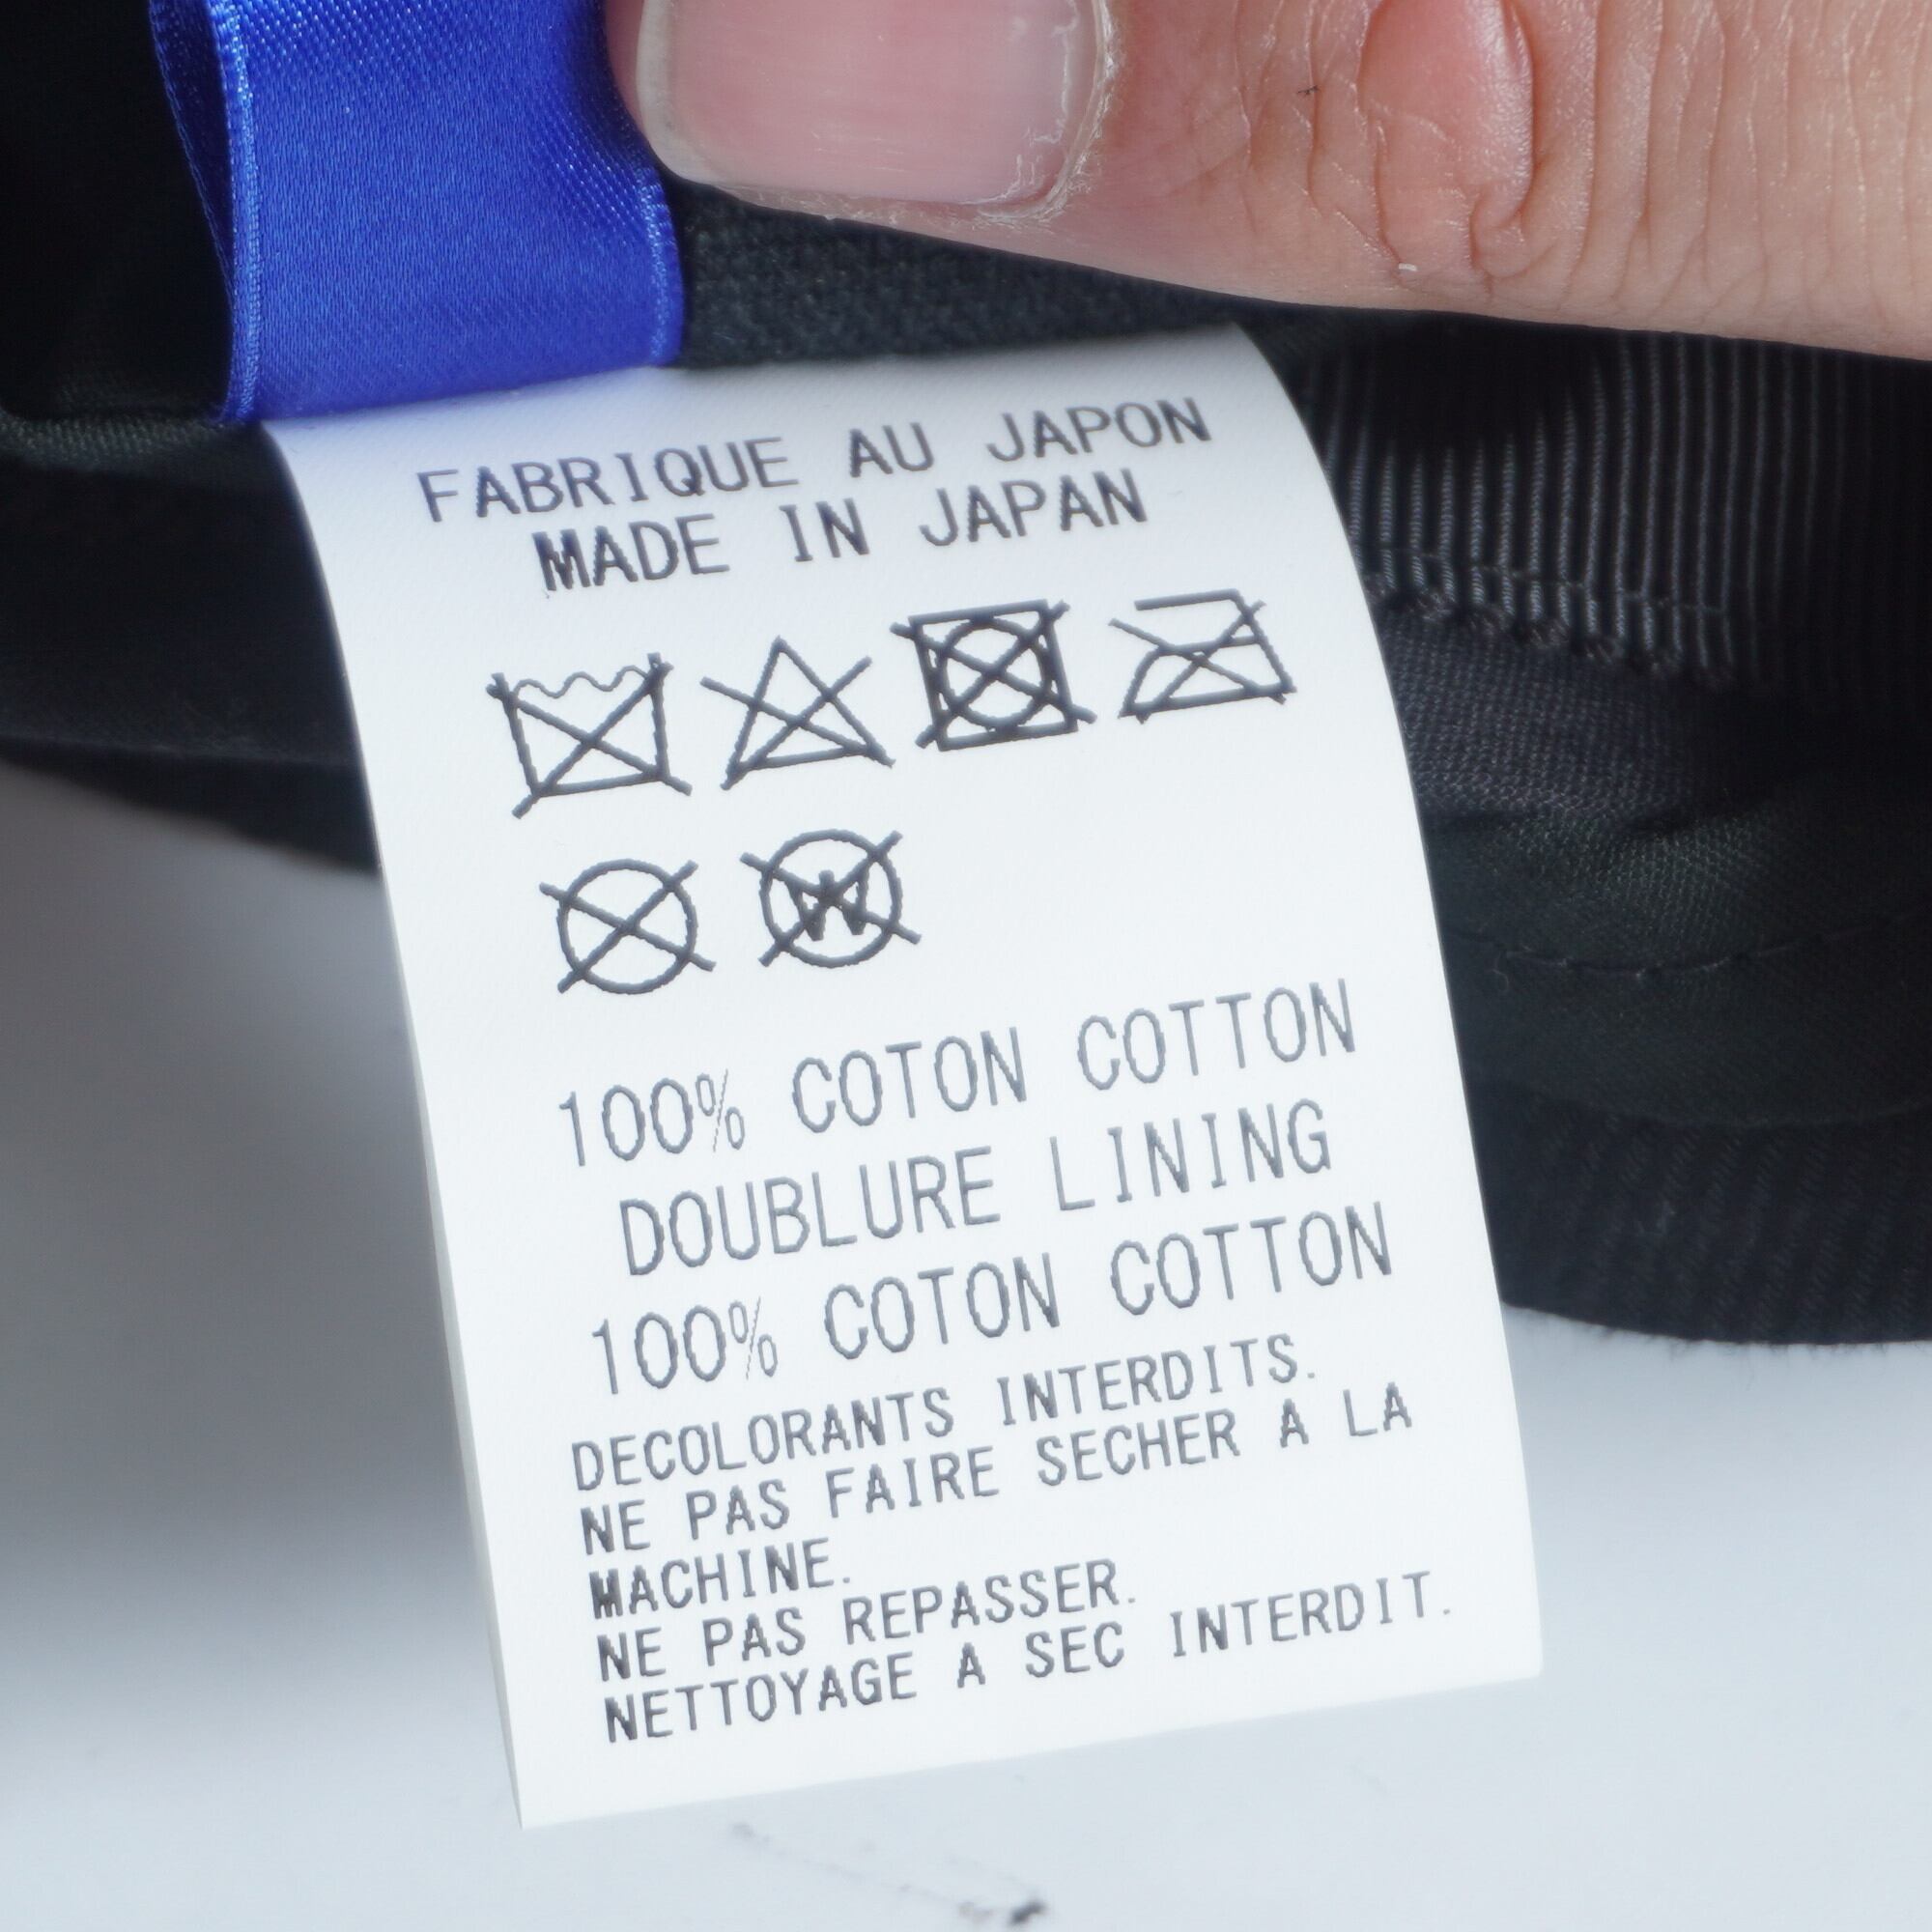 FABRIQUE AU JAPON
MADE IN JAPAN
W
100% COTON COTTON
DOUBLURE LINING
100% COTON COTTON
DECOLORANTS INTERDITS.
NE PAS FAIRE SECHER A LA
MACHINE.
NE PAS REPASSER.
NETTOYAGE A SEC INTERDIT.